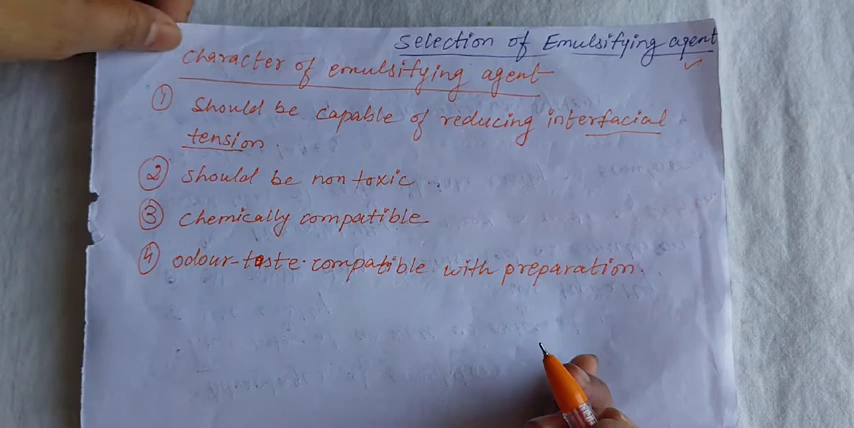 Selection of Emulsifying agent
Character of emulsifying agent
① Should be capable of reducing interfacial
tension.
② Should be non toxic
③ chemically compatible
④ odour-taste. compatible with preparation.